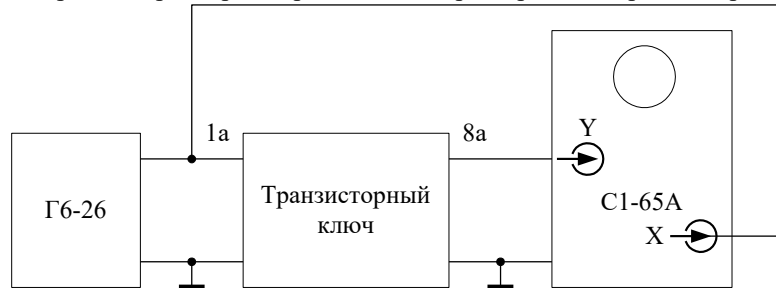 1а
8а
Y
Г6-26
Транзисторный
ключ
С1-65А
X